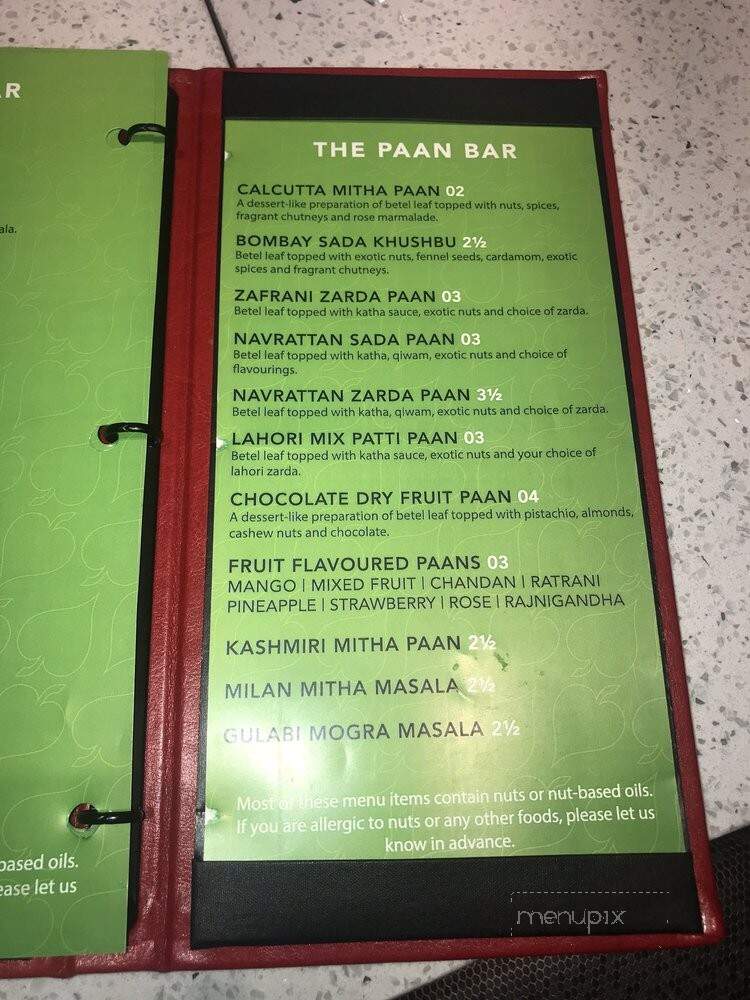 AR
ala.
based oils.
ease let us
THE PAAN BAR
CALCUTTA MITHA PAAN 02
A dessert-like preparation of betel leaf topped with nuts, spices,
fragrant chutneys and rose marmalade.
BOMBAY SADA KHUSHBU 2½
Betel leaf topped with exotic nuts, fennel seeds, cardamom, exotic
spices and fragrant chutneys.
ZAFRANI ZARDA PAAN 03
Betel leaf topped with katha sauce, exotic nuts and choice of zarda.
NAVRATTAN SADA PAAN 03
Betel leaf topped with katha, qiwam, exotic nuts and choice of
flavourings.
NAVRATTAN ZARDA PAAN 3½
Betel leaf topped with katha, qiwam, exotic nuts and choice of zarda.
LAHORI MIX PATTI PAAN 03
Betel leaf topped with katha sauce, exotic nuts and your choice of
lahori zarda.
CHOCOLATE DRY FRUIT PAAN 04
A dessert-like preparation of betel leaf topped with pistachio, almonds,
cashew nuts and chocolate.
FRUIT FLAVOURED PAANS 03
MANGO | MIXED FRUIT | CHANDAN | RATRANI
PINEAPPLE | STRAWBERRY | ROSE | RAJNIGANDHA
KASHMIRI MITHA PAAN 2½
MILAN MITHA MASALA 2½
GULABI MOGRA MASALA 2½
Most of these menu items contain nuts or nut-based oils.
If you are allergic to nuts or any other foods, please let us
know in advance.
menupix